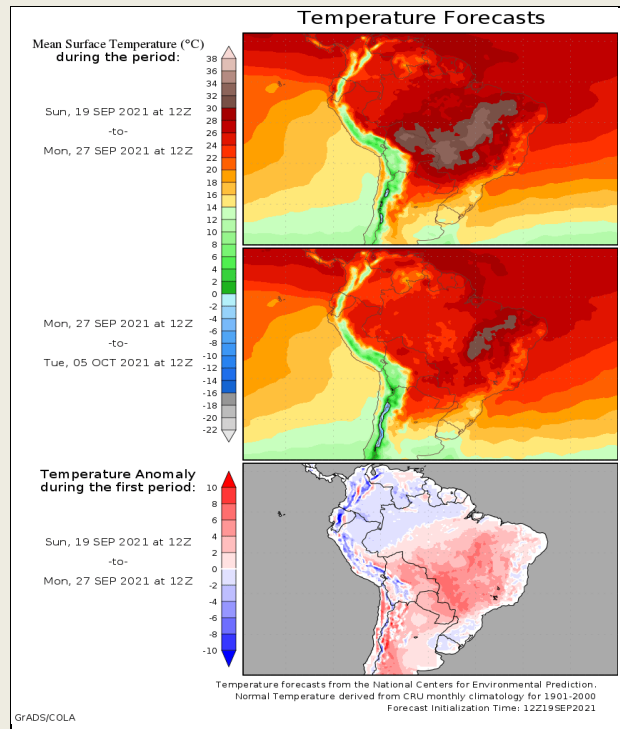 Temperature Forecasts
Mean Surface Temperature (°C)
during the period:
38
36
34
32
30
28
26
24
22
20
18
16
14
12
10
8
6
4
2
0
-2
-4
-6
-8
-10
-12
-14
-16
-18
-20
-22
Sun, 19 SEP 2021 at 12Z
-to-
Mon, 27 SEP 2021 at 12Z
Mon, 27 SEP 2021 at 12Z
-to-
Tue, 05 OCT 2021 at 12Z
Temperature Anomaly
during the first period:
10
8
6
4
2
0
-2
-4
-6
-8
-10
Sun, 19 SEP 2021 at 12Z
-to-
Mon, 27 SEP 2021 at 12Z
Temperature forecasts from the National Centers for Environmental Prediction.
Normal Temperature derived from CRU monthly climatology for 1901-2000
Forecast Initialization Time: 12Z19SEP2021
GrADS/COLA